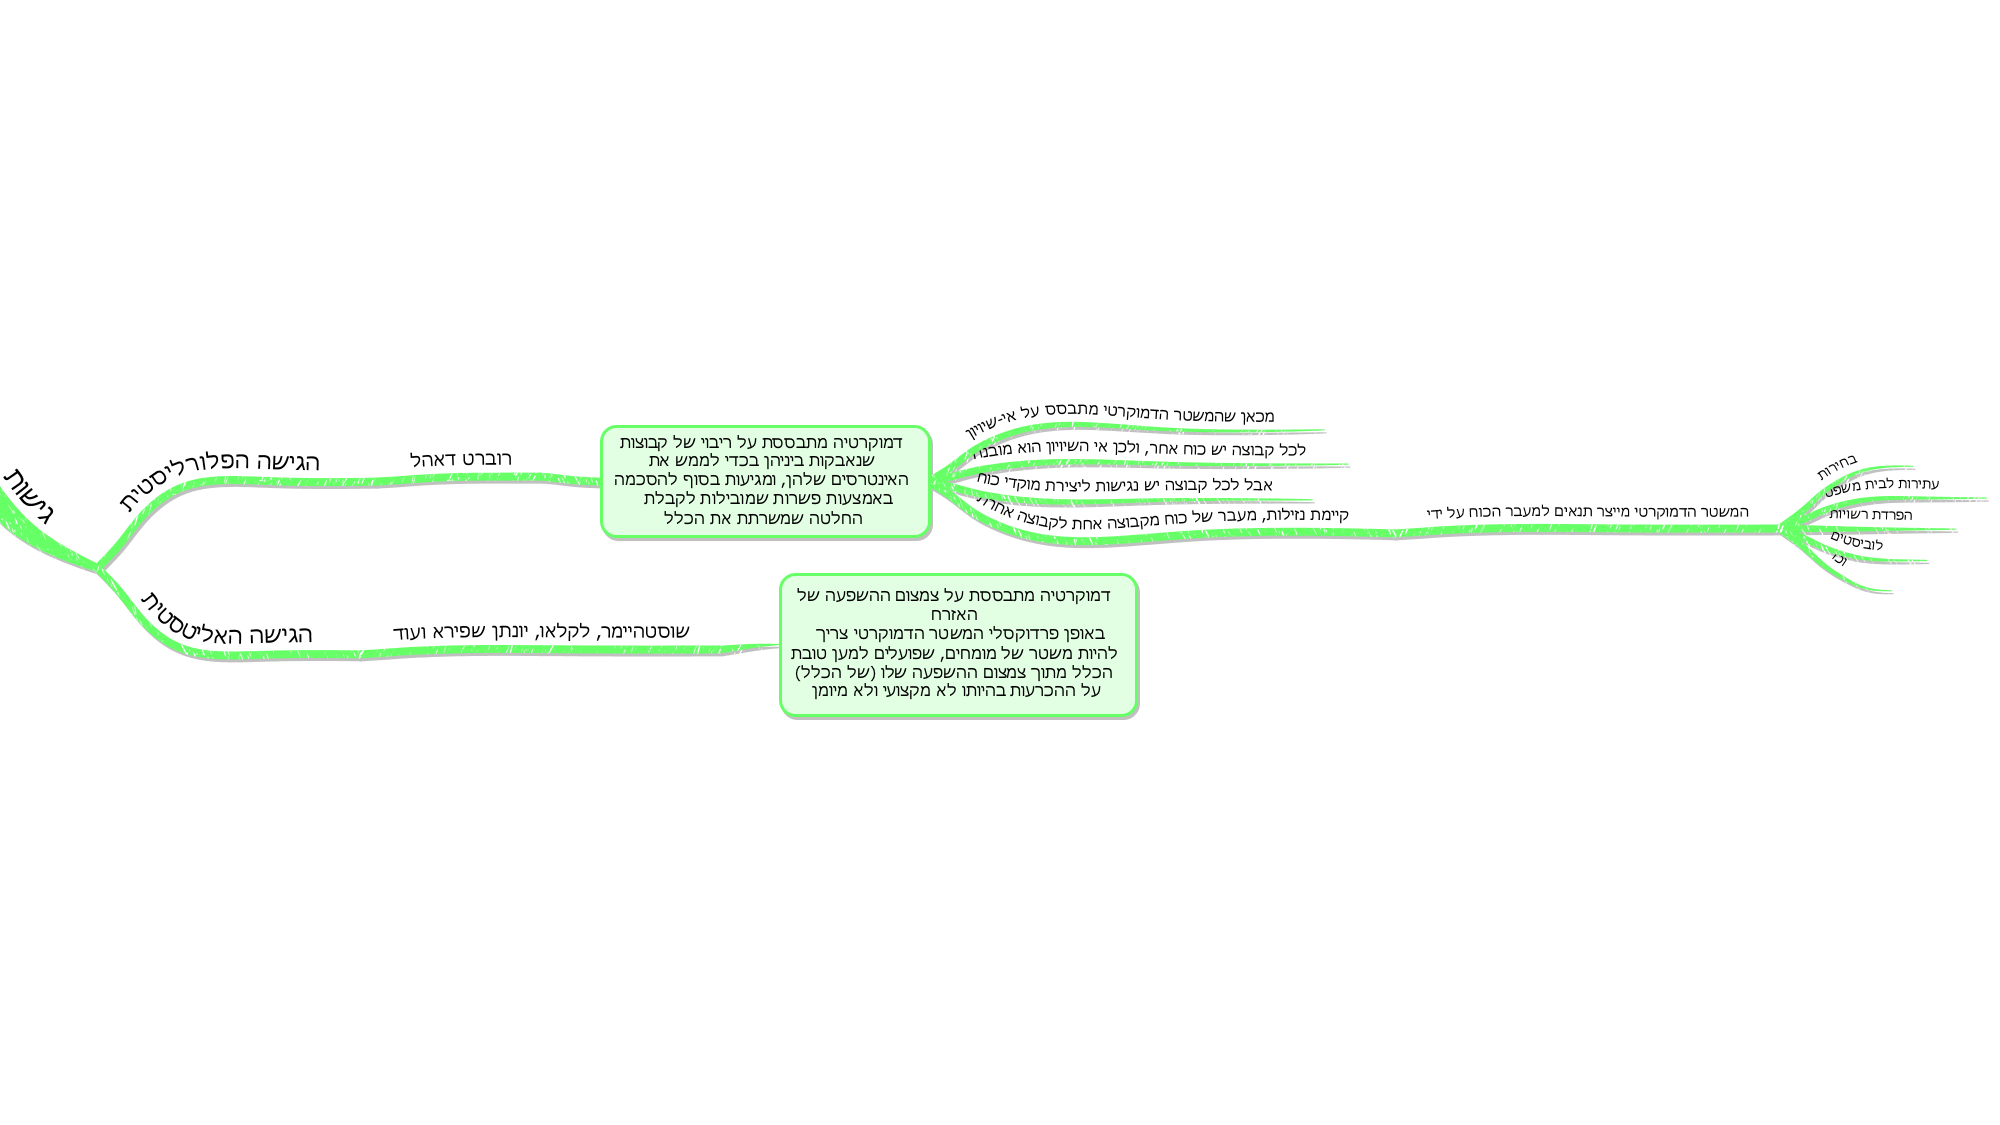 גישות
הגישה הפלורליסטית
רוברט דאהל
דמוקרטיה מתבססת על ריבוי של קבוצות
שנאבקות ביניהן בכדי לממש את
האינטרסים שלהן, ומגיעות בסוף להסכמה
באמצעות פשרות שמובילות לקבלת
החלטה שמשרתת את הכלל
מכאן שהמשטר הדמוקרטי מתבסס על אי-שיויון
לכל קבוצה יש כוח אחר, ולכן אי השיוויון הוא מובנה
אבל לכל קבוצה יש נגישות ליצירת מוקדי כוח
קיימת נזילות, מעבר של כוח מקבוצה אחת לקבוצה אחרת
המשטר הדמוקרטי מייצר תנאים למעבר הכוח על ידי
בחירות
עתירות לבית משפט
הפרדת רשויות
לוביסטים
וכו'
הגישה האליטסטית
שוסטהיימר, לקלאו, יונתן שפירא ועוד
דמוקרטיה מתבססת על צמצום ההשפעה של
האזרח
באופן פרדוקסלי המשטר הדמוקרטי צריך
להיות משטר של מומחים, שפועלים למען טובת
הכלל מתוך צמצום ההשפעה שלו (של הכלל)
על ההכרעות בהיותו לא מקצועי ולא מיומן